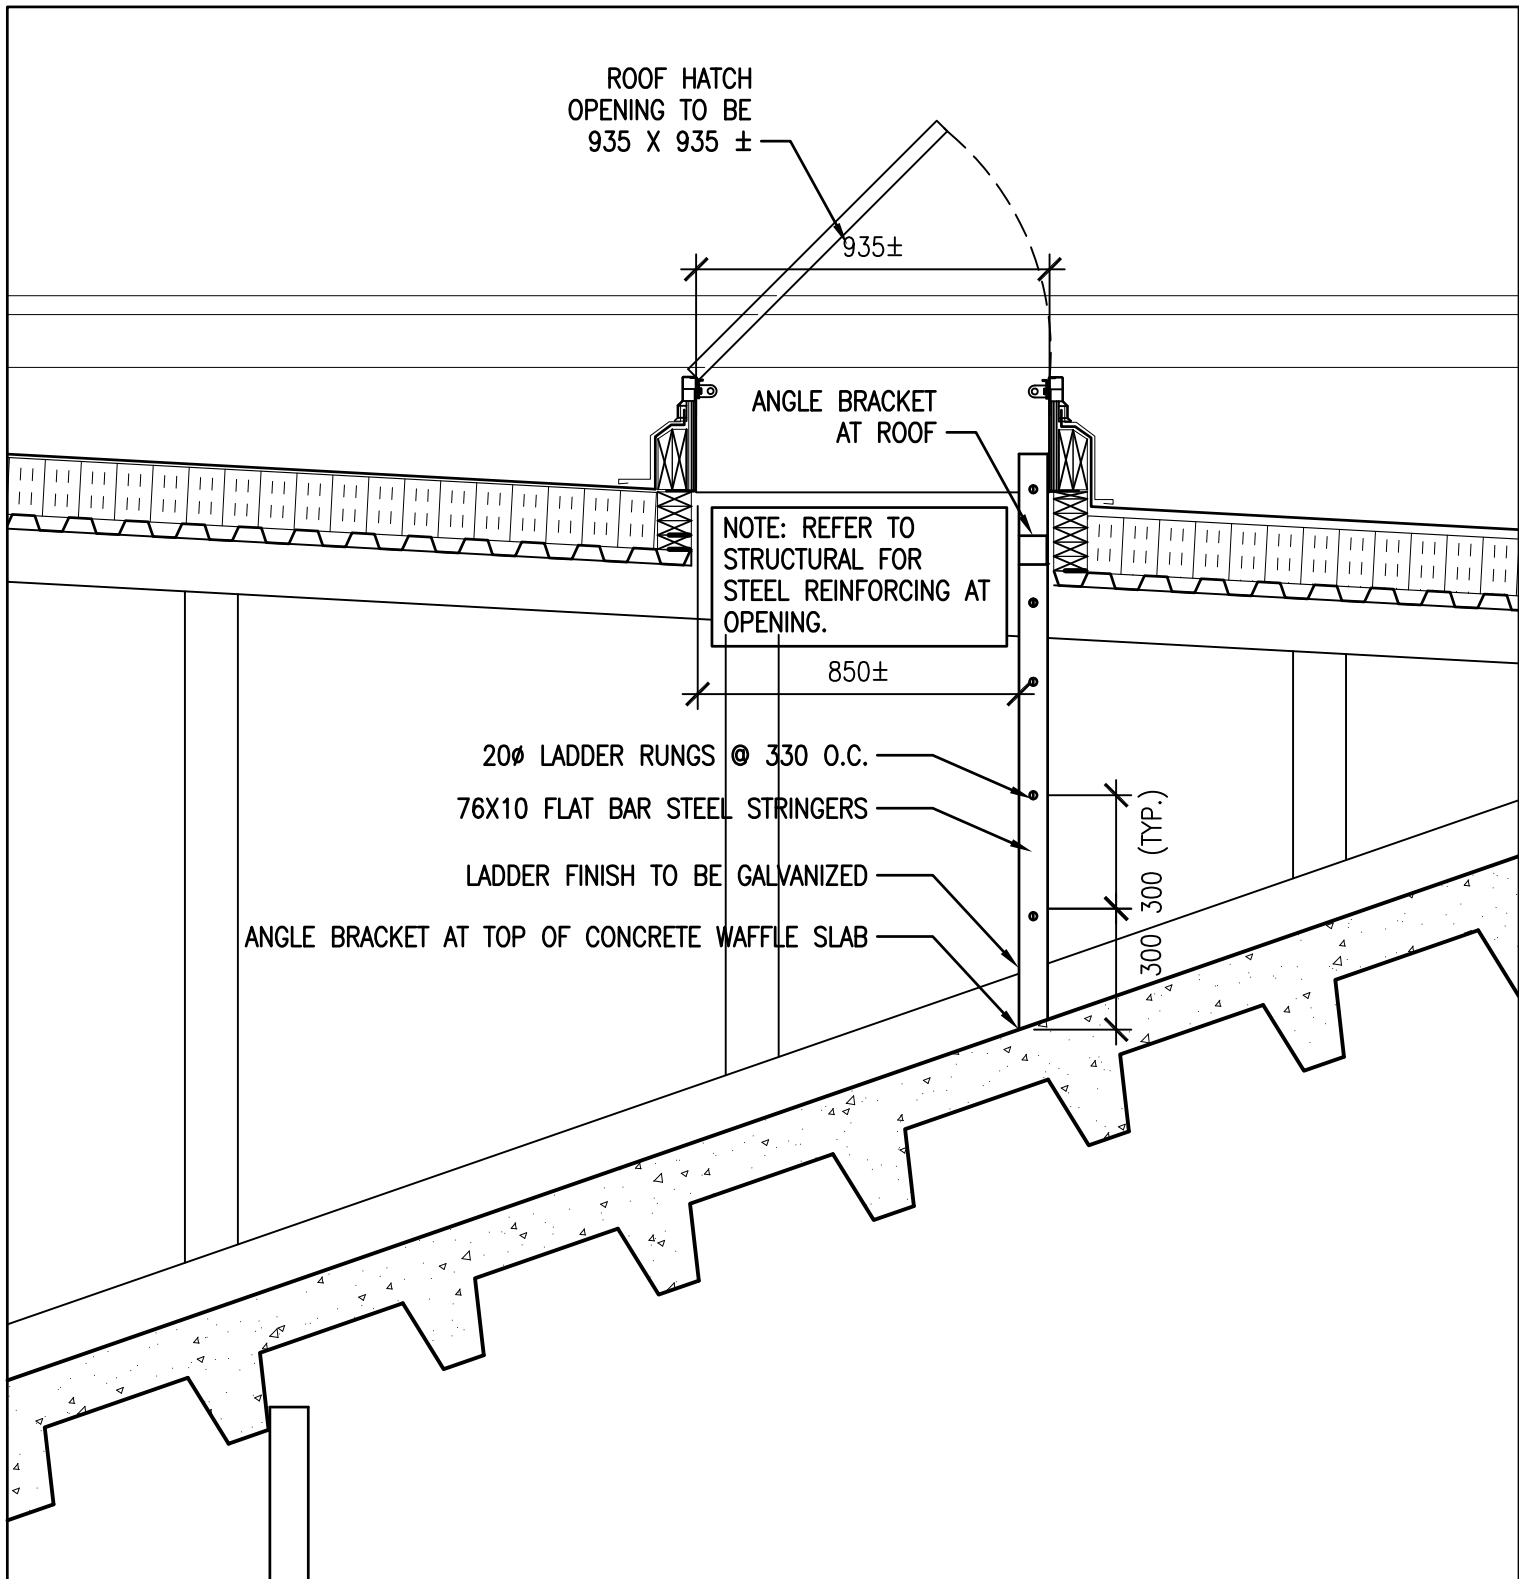 ROOF HATCH
OPENING TO BE
935 X 935 ±
935±
ANGLE BRACKET
AT ROOF
NOTE: REFER TO
STRUCTURAL FOR
STEEL REINFORCING AT
OPENING.
850±
20ø LADDER RUNGS @ 330 O.C.
76X10 FLAT BAR STEEL STRINGERS
LADDER FINISH TO BE GALVANIZED
ANGLE BRACKET AT TOP OF CONCRETE WAFFLE SLAB
300 (TYP.)
300